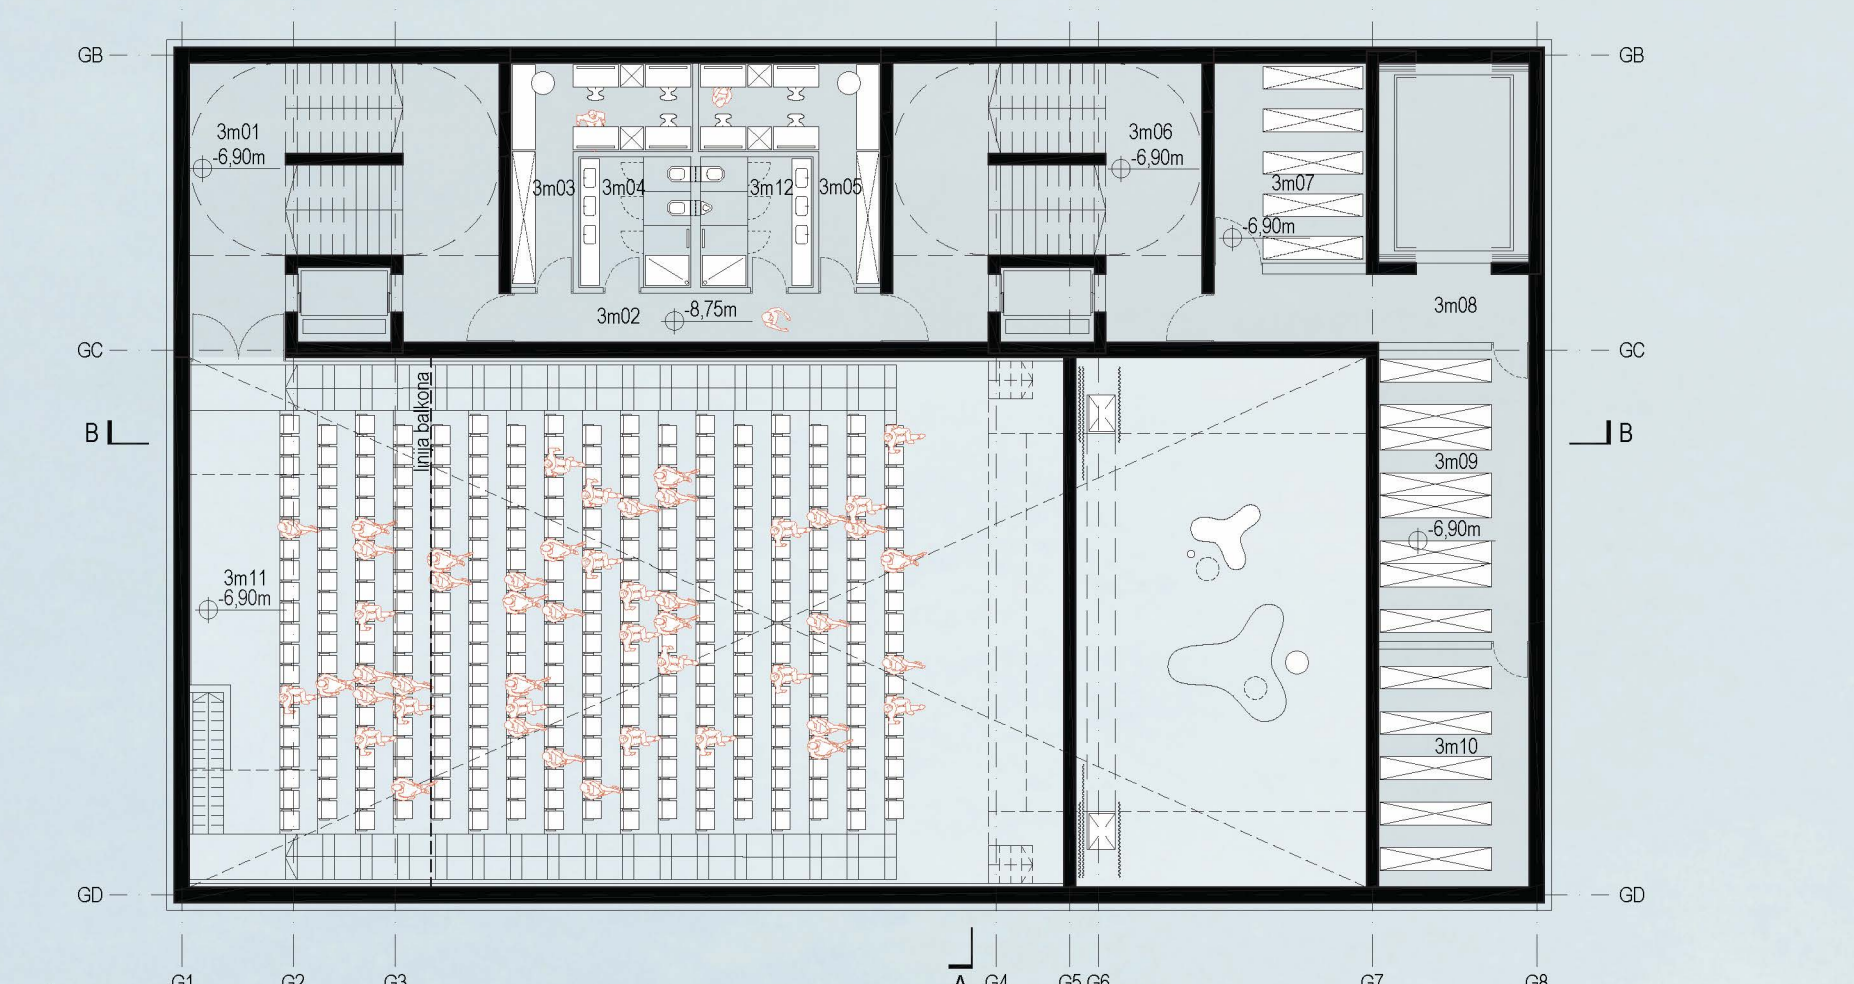 GB
GB
3m01
-6,90m
3m03
3m04
3m12
3m05
3m06
-6,90m
3m07
-6,90m
3m02
-8,75m
3m08
GC
GC
linija balkona
B
B
3m09
-6,90m
3m11
-6,90m
3m10
GD
GD
G1
G2
G3
A
G4
G5
G6
G7
G8